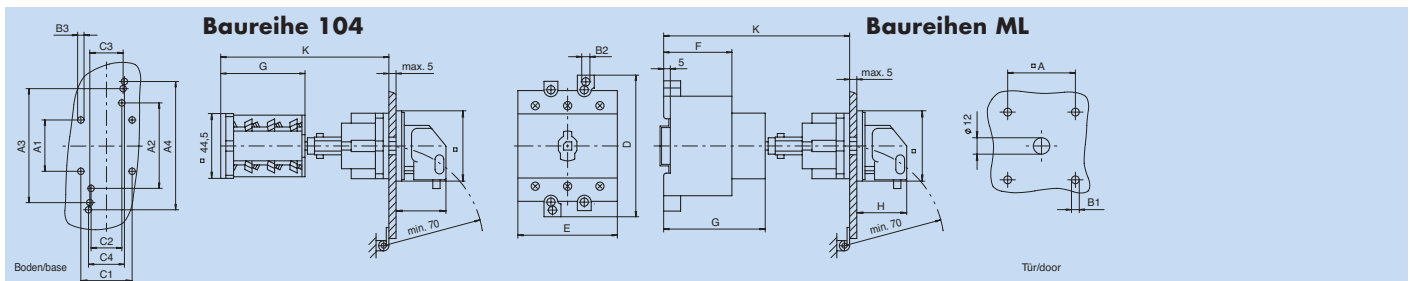 Baureihe 104
Baureihen ML
B3
C3
A3
A1
A2
A4
C2
C4
C1
Boden/base
K
G
max. 5
□ 44,5
□
min. 70
B2
D
E
K
F
5
max. 5
G
□
H
min. 70
□ A
ϕ 12
B1
Tür/door